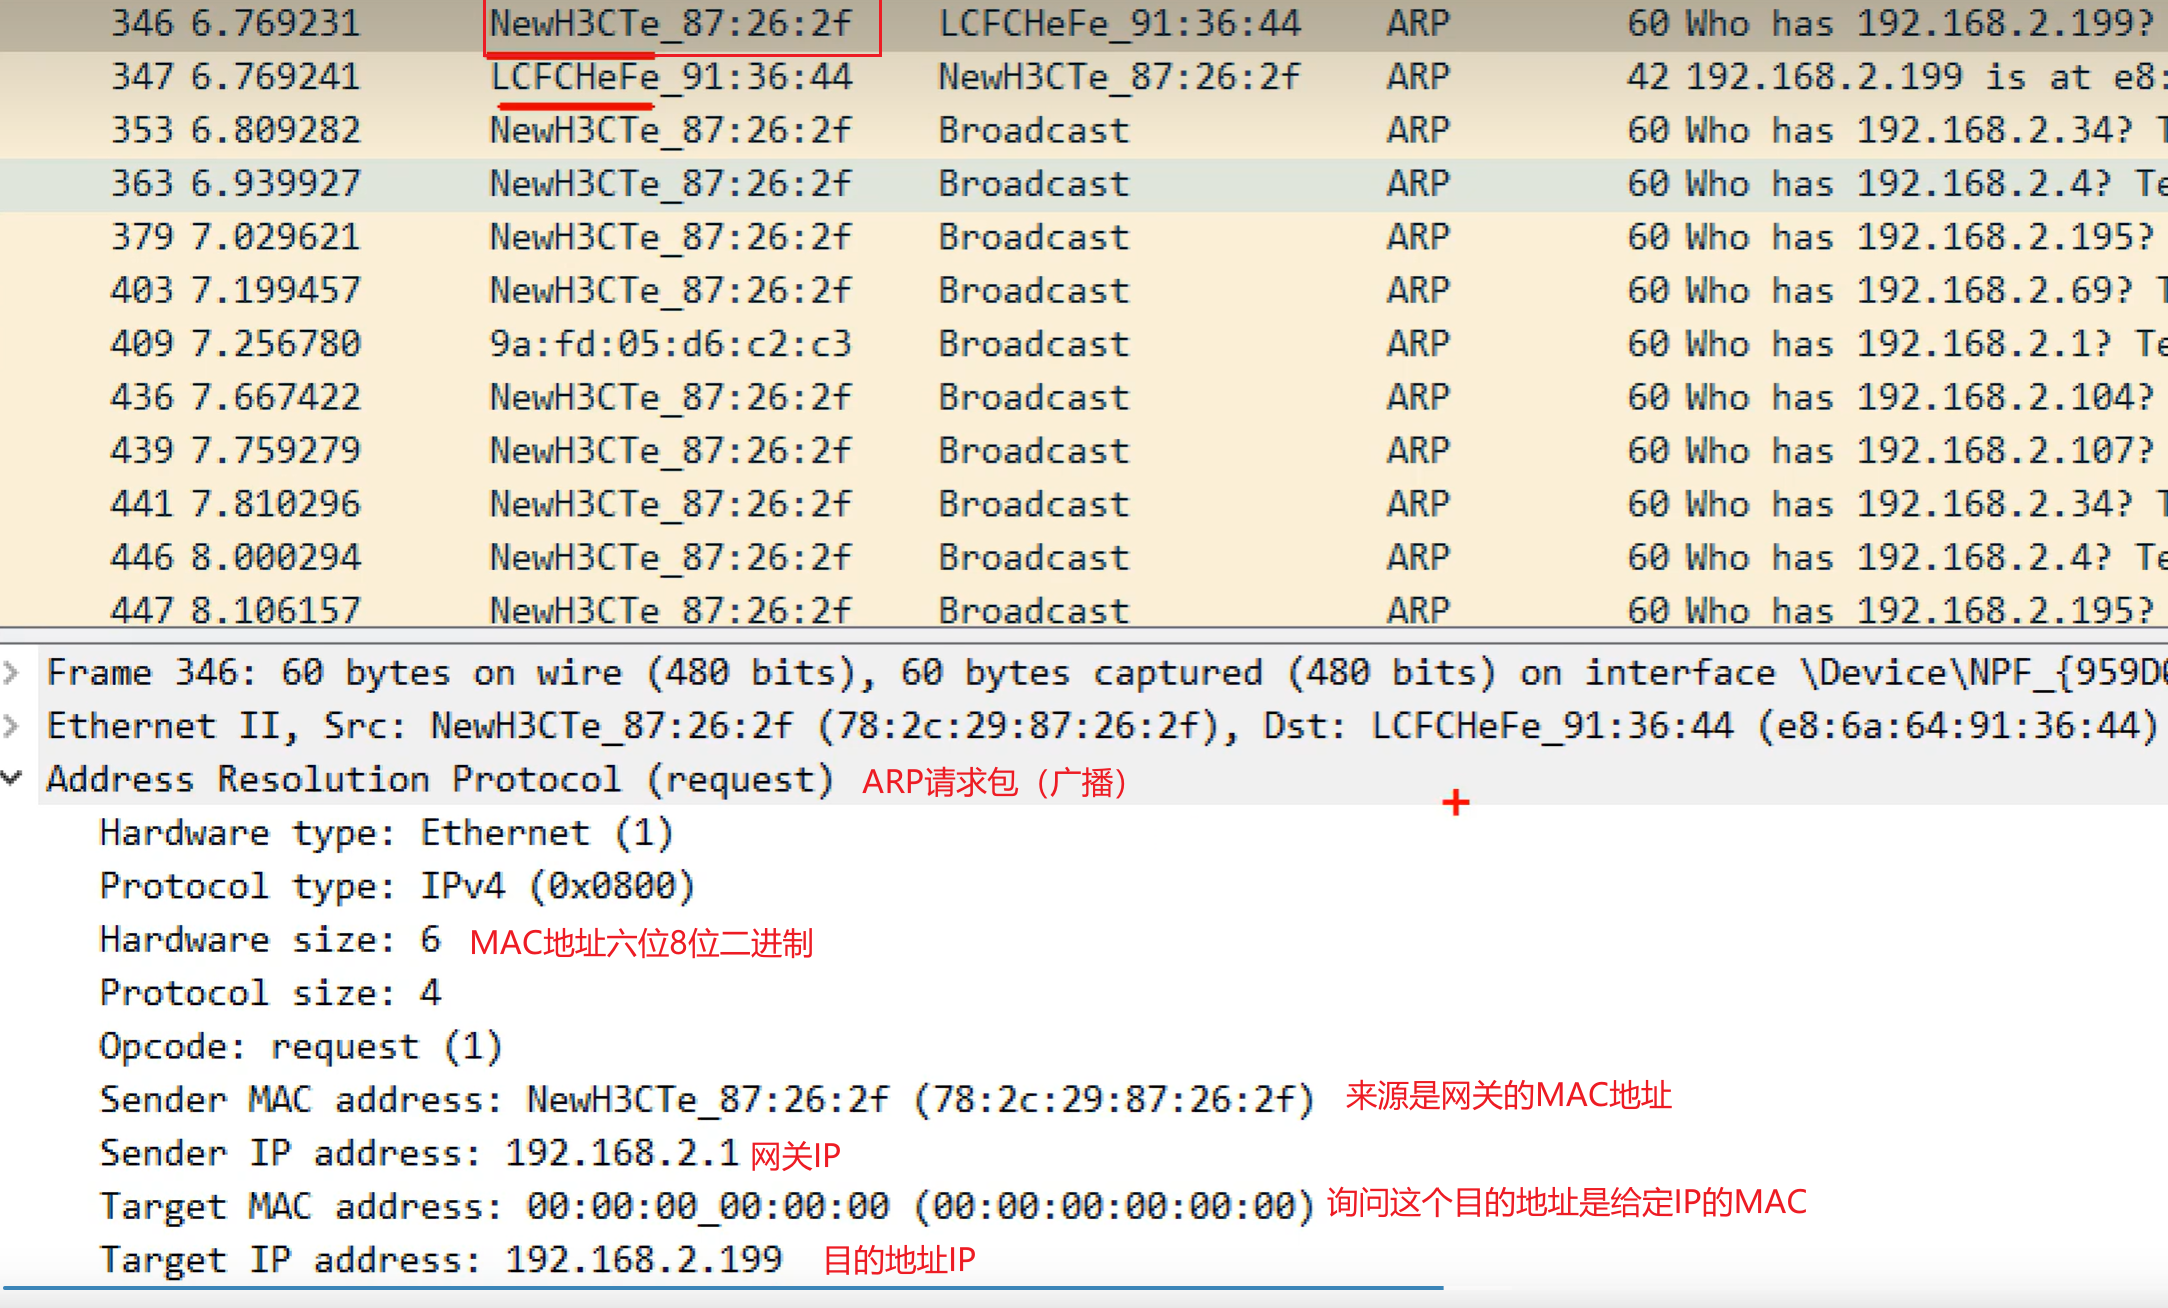 346 6.769231 NewH3CTe_87:26:2f LCFCHeFe_91:36:44 ARP 60 Who has 192.168.2.199?
347 6.769241 LCFCHeFe_91:36:44 NewH3CTe_87:26:2f ARP 42 192.168.2.199 is at e8:
353 6.809282 NewH3CTe_87:26:2f Broadcast ARP 60 Who has 192.168.2.34? T
363 6.939927 NewH3CTe_87:26:2f Broadcast ARP 60 Who has 192.168.2.4? Te
379 7.029621 NewH3CTe_87:26:2f Broadcast ARP 60 Who has 192.168.2.195?
403 7.199457 NewH3CTe_87:26:2f Broadcast ARP 60 Who has 192.168.2.69? T
409 7.256780 9a:fd:05:d6:c2:c3 Broadcast ARP 60 Who has 192.168.2.1? Te
436 7.667422 NewH3CTe_87:26:2f Broadcast ARP 60 Who has 192.168.2.104?
439 7.759279 NewH3CTe_87:26:2f Broadcast ARP 60 Who has 192.168.2.107?
441 7.810296 NewH3CTe_87:26:2f Broadcast ARP 60 Who has 192.168.2.34? T
446 8.000294 NewH3CTe_87:26:2f Broadcast ARP 60 Who has 192.168.2.4? Te
447 8.106157 NewH3CTe_87:26:2f Broadcast ARP 60 Who has 192.168.2.195?
Frame 346: 60 bytes on wire (480 bits), 60 bytes captured (480 bits) on interface \Device\NPF_{959D
Ethernet II, Src: NewH3CTe_87:26:2f (78:2c:29:87:26:2f), Dst: LCFCHeFe_91:36:44 (e8:6a:64:91:36:44)
Address Resolution Protocol (request) ARP请求包（广播）
Hardware type: Ethernet (1)
Protocol type: IPv4 (0x0800)
Hardware size: 6 MAC地址六位8位二进制
Protocol size: 4
Opcode: request (1)
Sender MAC address: NewH3CTe_87:26:2f (78:2c:29:87:26:2f) 来源是网关的MAC地址
Sender IP address: 192.168.2.1 网关IP
Target MAC address: 00:00:00_00:00:00 (00:00:00:00:00:00) 询问这个目的地址是给定IP的MAC
Target IP address: 192.168.2.199 目的地址IP